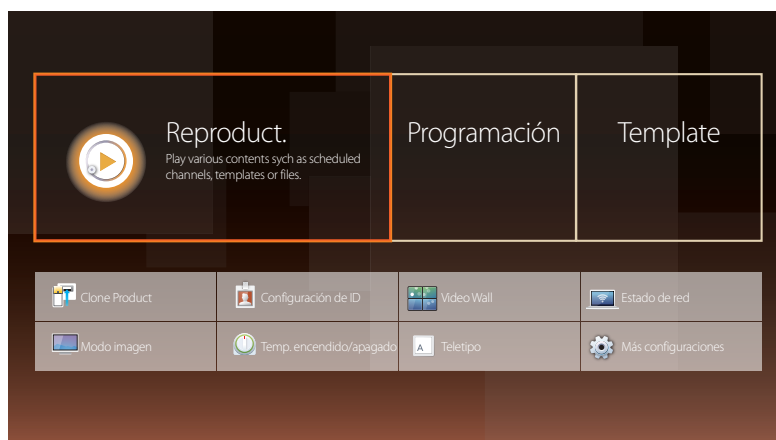 Reproduct.
Play various contents sych as scheduled
channels, templates or files.
Programación
Template
Clone Product
Configuración de ID
Video Wall
Estado de red
Modo imagen
Temp. encendido/apagado
A
Teletipo
Más configuraciones